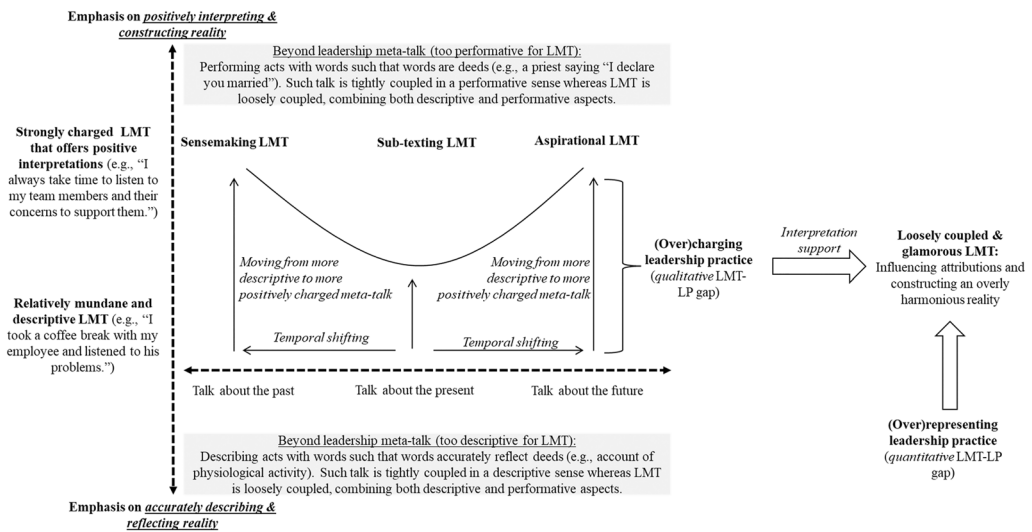 Emphasis on positively interpreting &
constructing reality
Beyond leadership meta-talk (too performative for LMT):
Performing acts with words such that words are deeds (e.g., a priest saying “I declare
you married”). Such talk is tightly coupled in a performative sense whereas LMT is
loosely coupled, combining both descriptive and performative aspects.
Strongly charged LMT
that offers positive
interpretations (e.g., “I
always take time to listen to
my team members and their
concerns to support them.”)
Sensemaking LMT
Sub-texting LMT
Aspirational LMT
Moving from more
descriptive to more
positively charged meta-talk
Moving from more
descriptive to more
positively charged meta-talk
(Over)charging
leadership practice
(qualitative LMT-
LP gap)
Interpretation
support
Loosely coupled &
glamorous LMT:
Influencing attributions and
constructing an overly
harmonious reality
Relatively mundane and
descriptive LMT (e.g., “I
took a coffee break with my
employee and listened to his
problems.”)
Temporal shifting
Temporal shifting
Talk about the past
Talk about the present
Talk about the future
(Over)representing
leadership practice
(quantitative LMT-LP
gap)
Beyond leadership meta-talk (too descriptive for LMT):
Describing acts with words such that words accurately reflect deeds (e.g., account of
physiological activity). Such talk is tightly coupled in a descriptive sense whereas LMT
is loosely coupled, combining both descriptive and performative aspects.
Emphasis on accurately describing &
reflecting reality